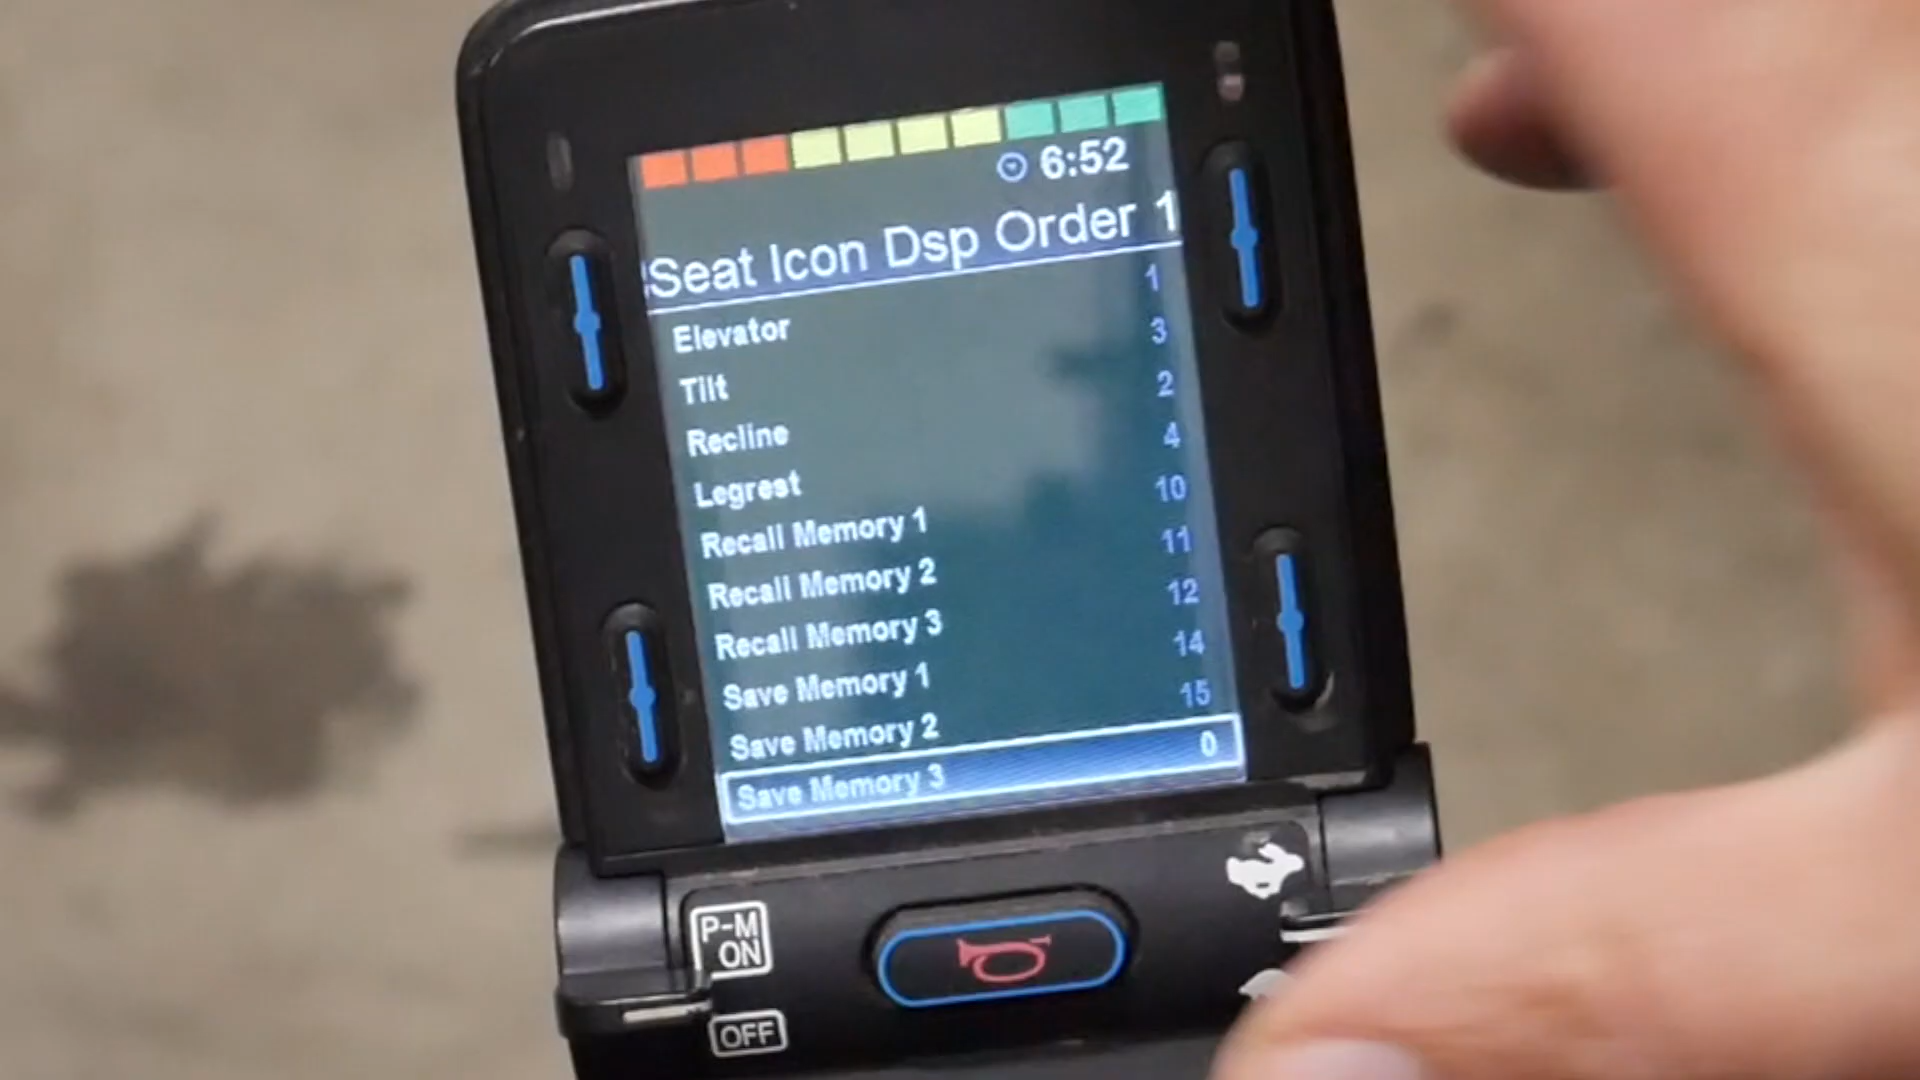 6:52
Seat Icon Dsp Order 1
Elevator 1
Tilt 3
Recline 2
Legrest 4
Recall Memory 1 10
Recall Memory 2 11
Recall Memory 3 12
Save Memory 1 14
Save Memory 2 15
Save Memory 3 0
P-M
ON
OFF